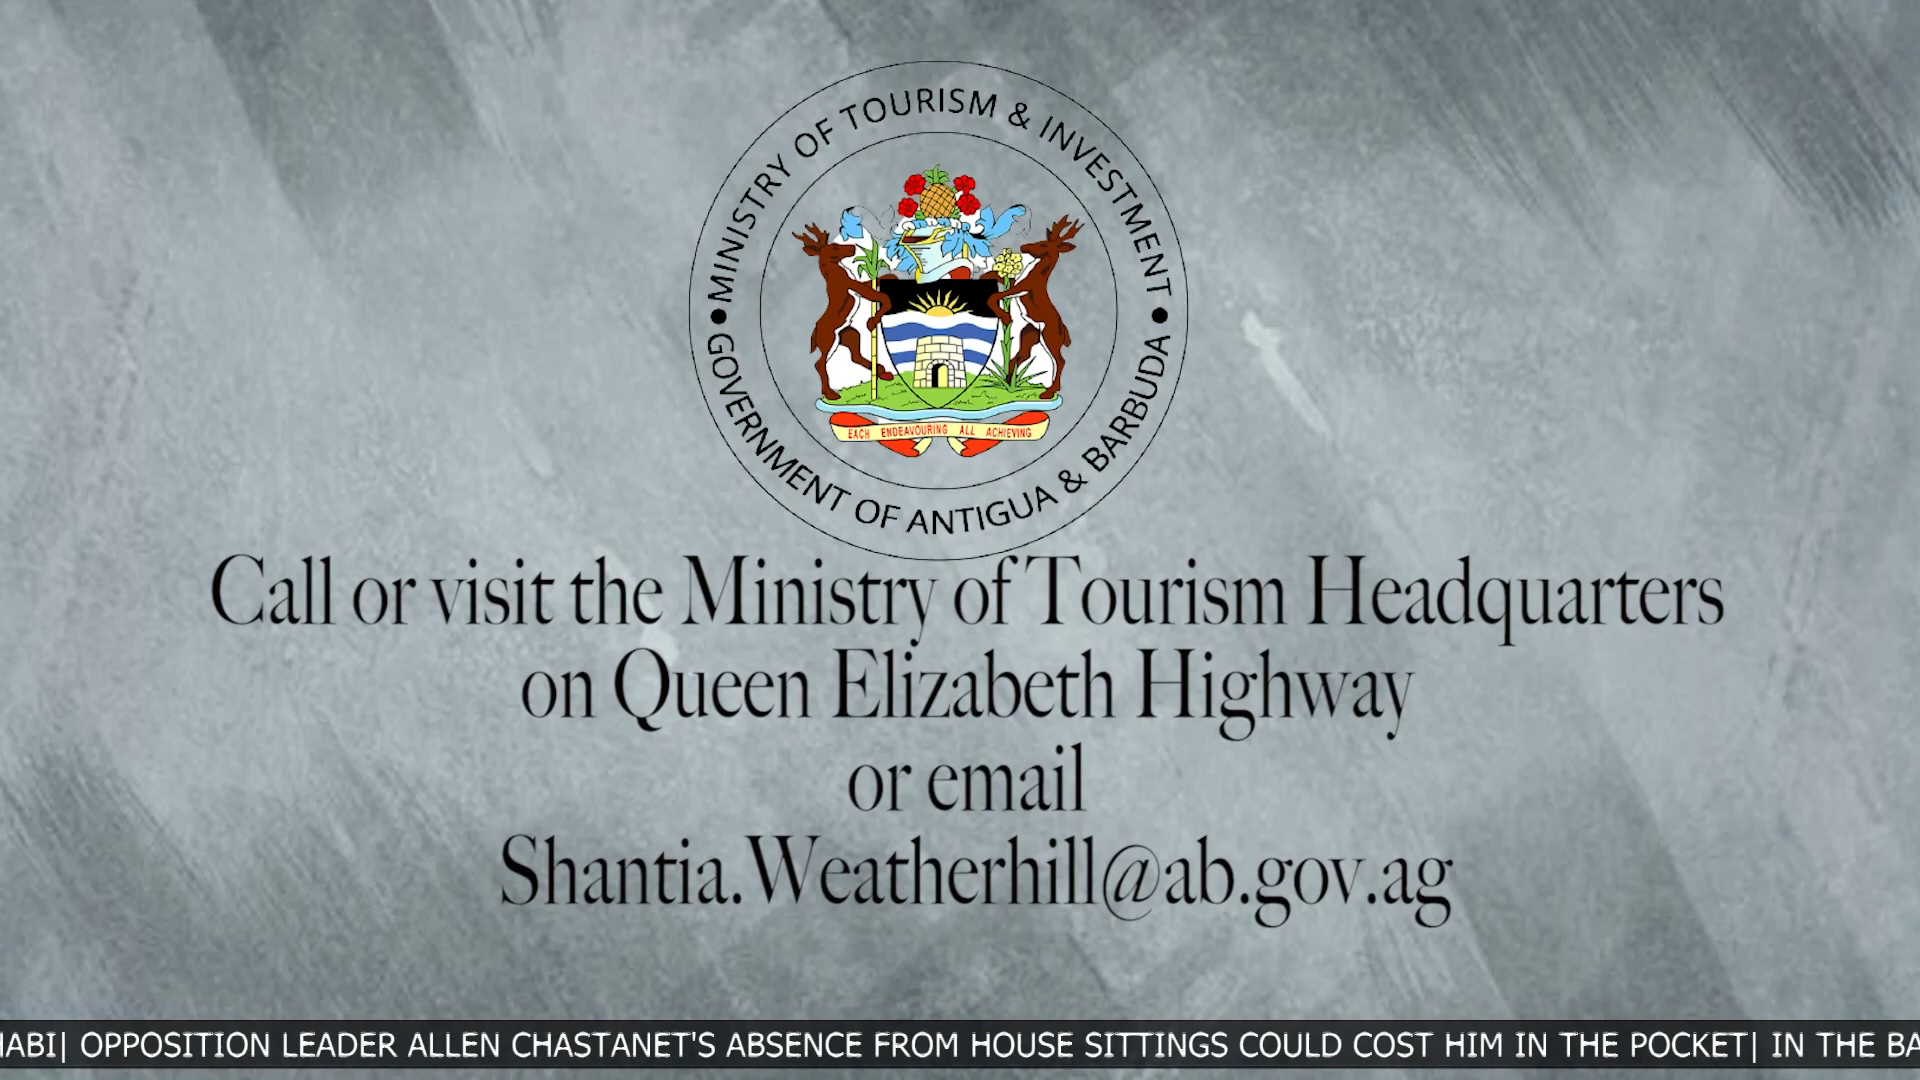 MINISTRY OF TOURISM & INVESTMENT
GOVERNMENT OF ANTIGUA & BARBUDA
EACH ENDEAVOURING ALL ACHIEVING
Call or visit the Ministry of Tourism Headquarters
on Queen Elizabeth Highway
or email
Shantia.Weatherhill@ab.gov.ag
| OPPOSITION LEADER ALLEN CHASTANET'S ABSENCE FROM HOUSE SITTINGS COULD COST HIM IN THE POCKET| IN THE